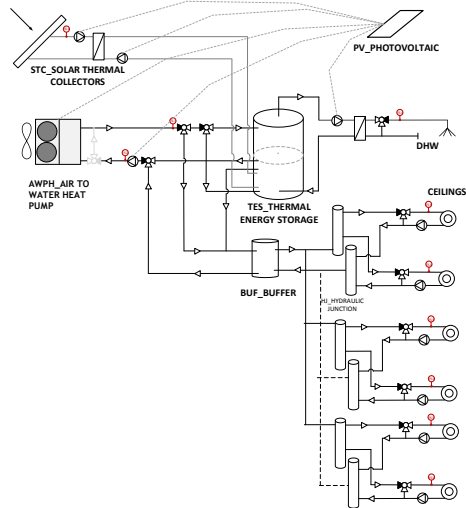 STC_SOLAR THERMAL
COLLECTORS
PV_PHOTOVOLTAIC
DHW
AWPH_AIR TO
WATER HEAT
PUMP
TES_THERMAL
ENERGY STORAGE
CEILINGS
BUF_BUFFER
HJ_HYDRAULIC
JUNCTION